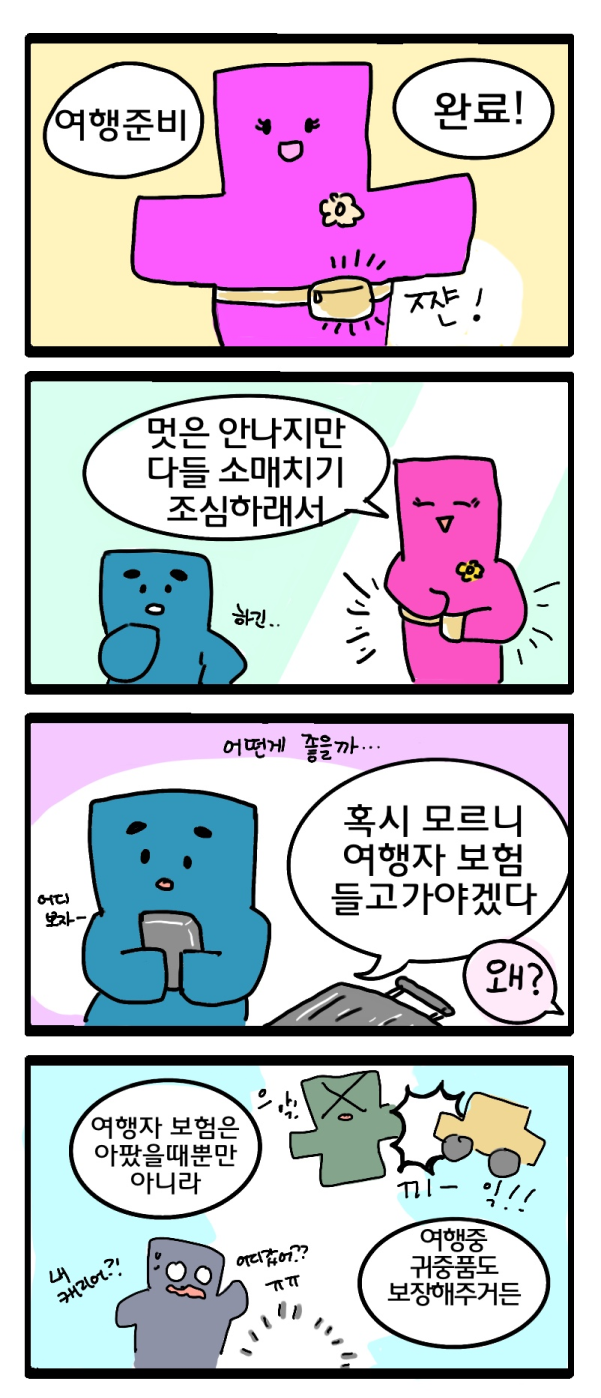 여행준비
완료!
쨘!
멋은 안나지만
다들 소매치기
조심하래서
하긴..
어떤게 좋을까...
혹시 모르니
여행자 보험
들고가야겠다
어디
보자-
왜?
여행자 보험은
아팠을때뿐만
아니라
으악!
끼-익!!
여행중
귀중품도
보장해주거든
내
캐리어?!
어디갔어??
ㅠㅠ